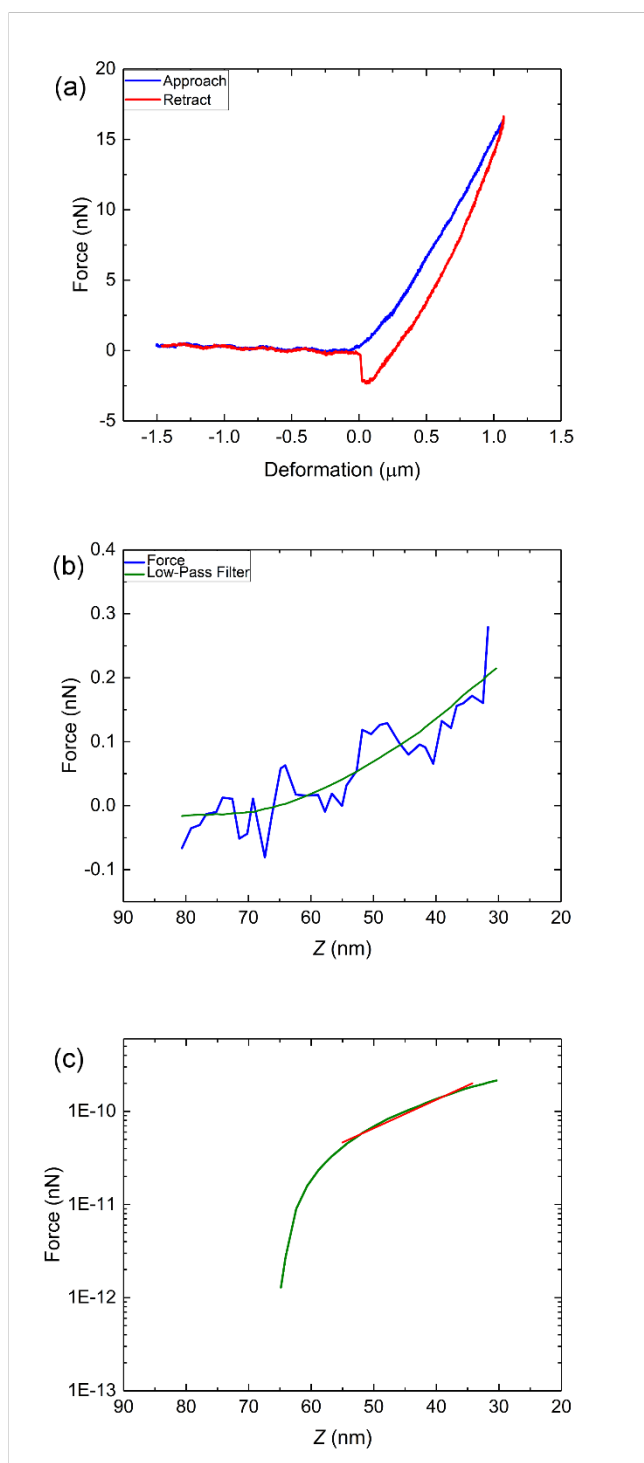 (a)
Approach
Retract
20
15
10
5
0
-5
Force (nN)
-1.5 -1.0 -0.5 0.0 0.5 1.0 1.5
Deformation (μm)
(b)
Force
Low-Pass Filter
0.4
0.3
0.2
0.1
0.0
-0.1
Force (nN)
90 80 70 60 50 40 30 20
Z (nm)
(c)
1E-10
1E-11
1E-12
1E-13
Force (nN)
90 80 70 60 50 40 30 20
Z (nm)